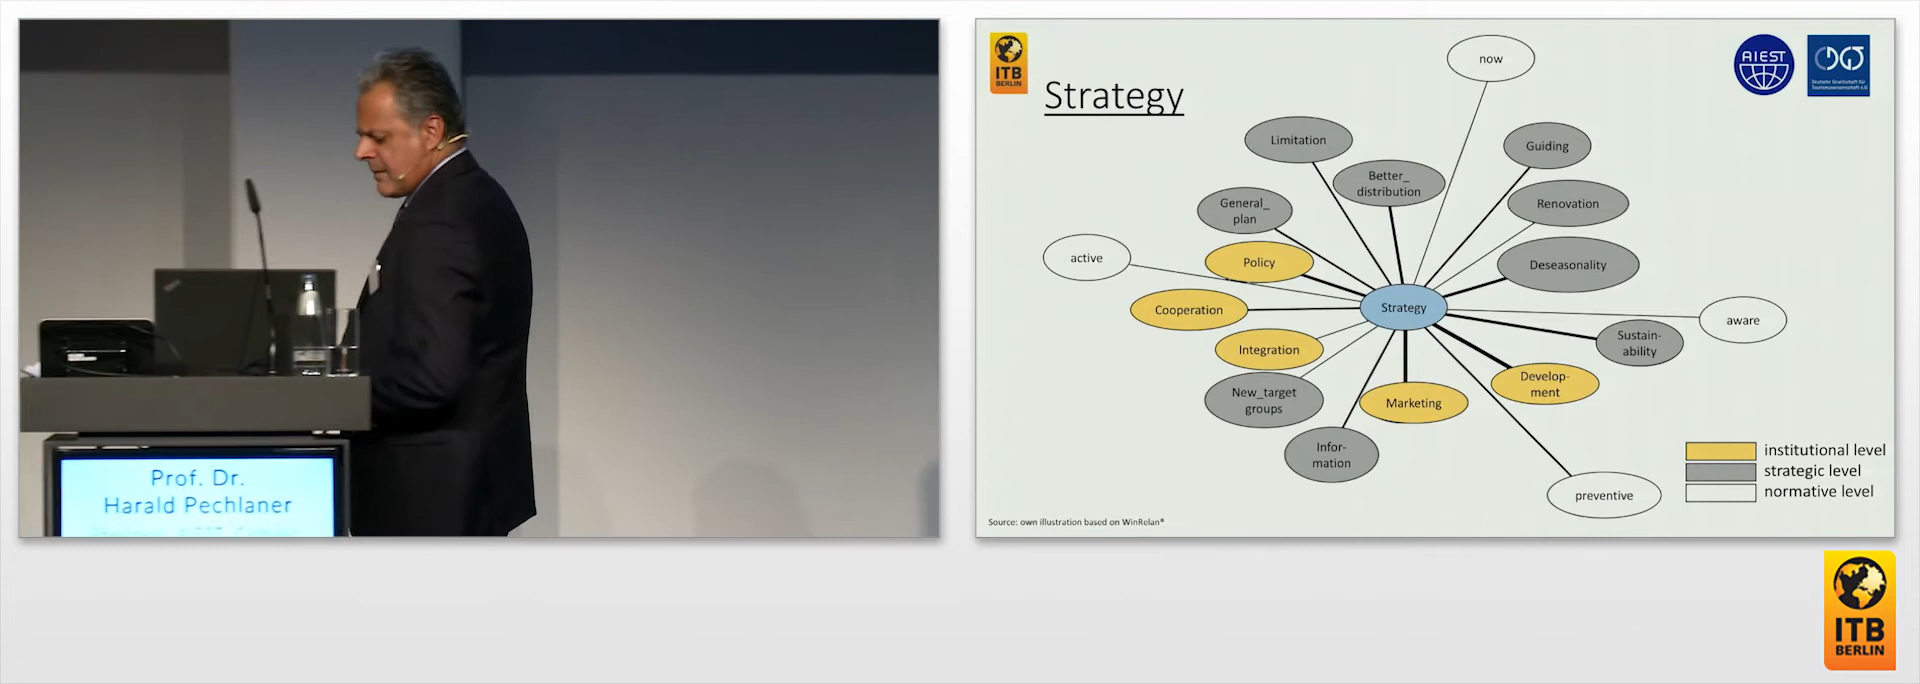 Prof. Dr.
Harald Pechlaner
ITB
BERLIN
Strategy
AIEST
DGT
Deutsche Gesellschaft für
Tourismuswissenschaft e.V.
now
Limitation
Guiding
Better_
distribution
Renovation
General_
plan
Policy
active
Deseasonality
Cooperation
Strategy
aware
Integration
Sustain-
ability
New_target
groups
Develop-
ment
Marketing
Infor-
mation
preventive
institutional level
strategic level
normative level
Source: own illustration based on WinRelan®
ITB
BERLIN